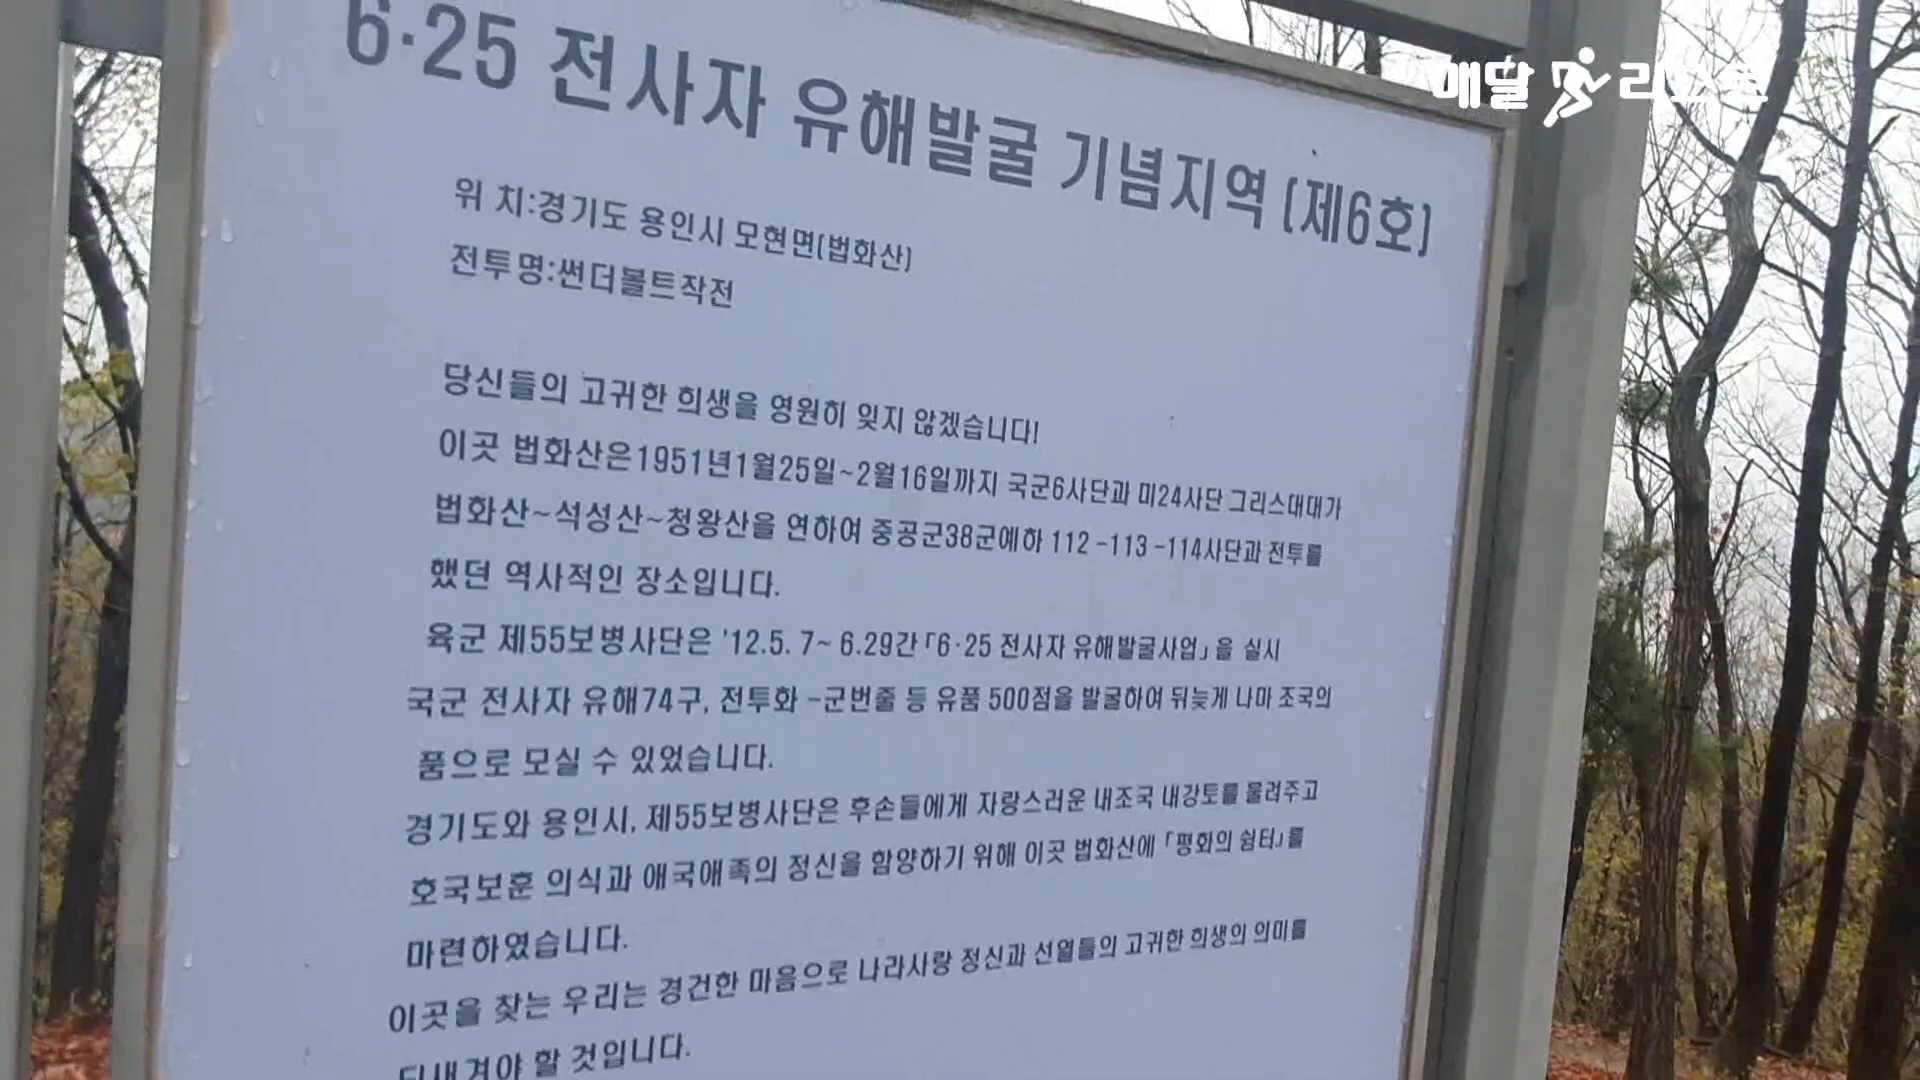 매달 리스트
6·25 전사자 유해발굴 기념지역 (제6호)
위 치:경기도 용인시 모현면(법화산)
전투명:썬더볼트작전
당신들의 고귀한 희생을 영원히 잊지 않겠습니다!
이곳 법화산은1951년1월25일~2월16일까지 국군6사단과 미24사단 그리스대대가
법화산~석성산~청왕산을 연하여 중공군38군예하 112 -113 -114사단과 전투를
했던 역사적인 장소입니다.
육군 제55보병사단은 '12.5. 7~ 6.29간「6·25 전사자 유해발굴사업」을 실시
국군 전사자 유해74구, 전투화 -군번줄 등 유품 500점을 발굴하여 뒤늦게 나마 조국의
품으로 모실 수 있었습니다.
경기도와 용인시, 제55보병사단은 후손들에게 자랑스러운 내조국 내강토를 물려주고
호국보훈 의식과 애국애족의 정신을 함양하기 위해 이곳 법화산에 「평화의 쉼터」를
마련하였습니다.
이곳을 찾는 우리는 경건한 마음으로 나라사랑 정신과 선열들의 고귀한 희생의 의미를
되새겨야 할 것입니다.